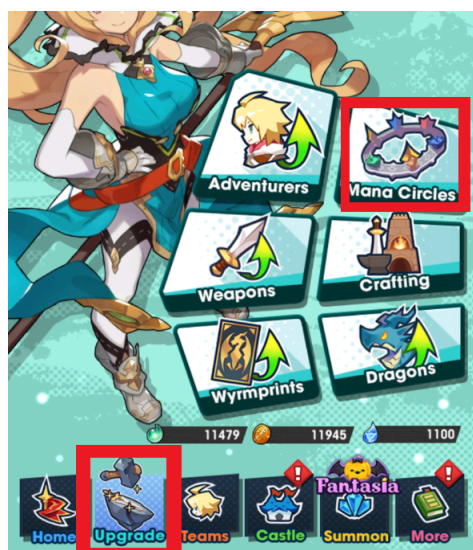 Adventurers
Mana Circles
Weapons
Crafting
Wyrmprints
Dragons
11479 11945 1100
! Fantasia !
Home Upgrade Teams Castle Summon More